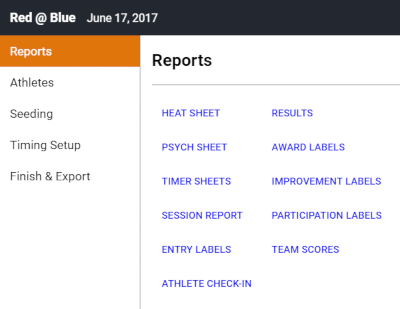 Red @ Blue June 17, 2017
Reports
Athletes
Seeding
Timing Setup
Finish & Export
Reports
HEAT SHEET
RESULTS
PSYCH SHEET
AWARD LABELS
TIMER SHEETS
IMPROVEMENT LABELS
SESSION REPORT
PARTICIPATION LABELS
ENTRY LABELS
TEAM SCORES
ATHLETE CHECK-IN